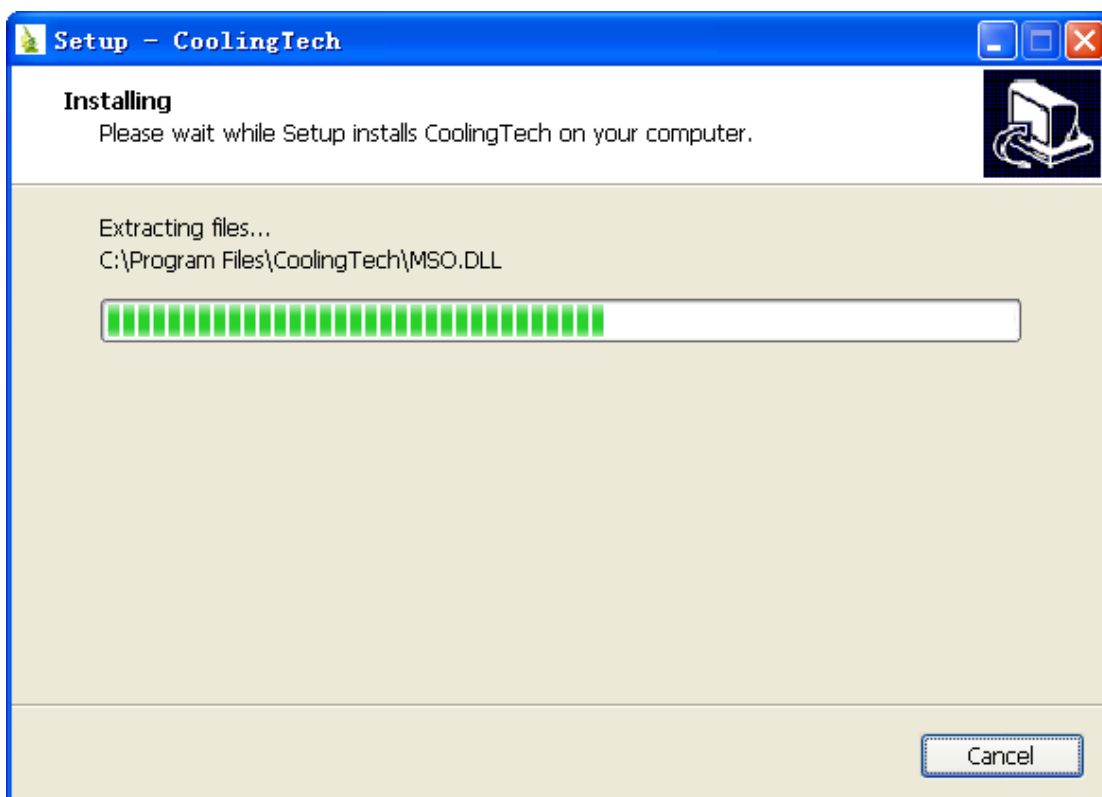 Setup - CoolingTech
Installing
Please wait while Setup installs CoolingTech on your computer.
Extracting files...
C:\Program Files\CoolingTech\MSO.DLL
Cancel